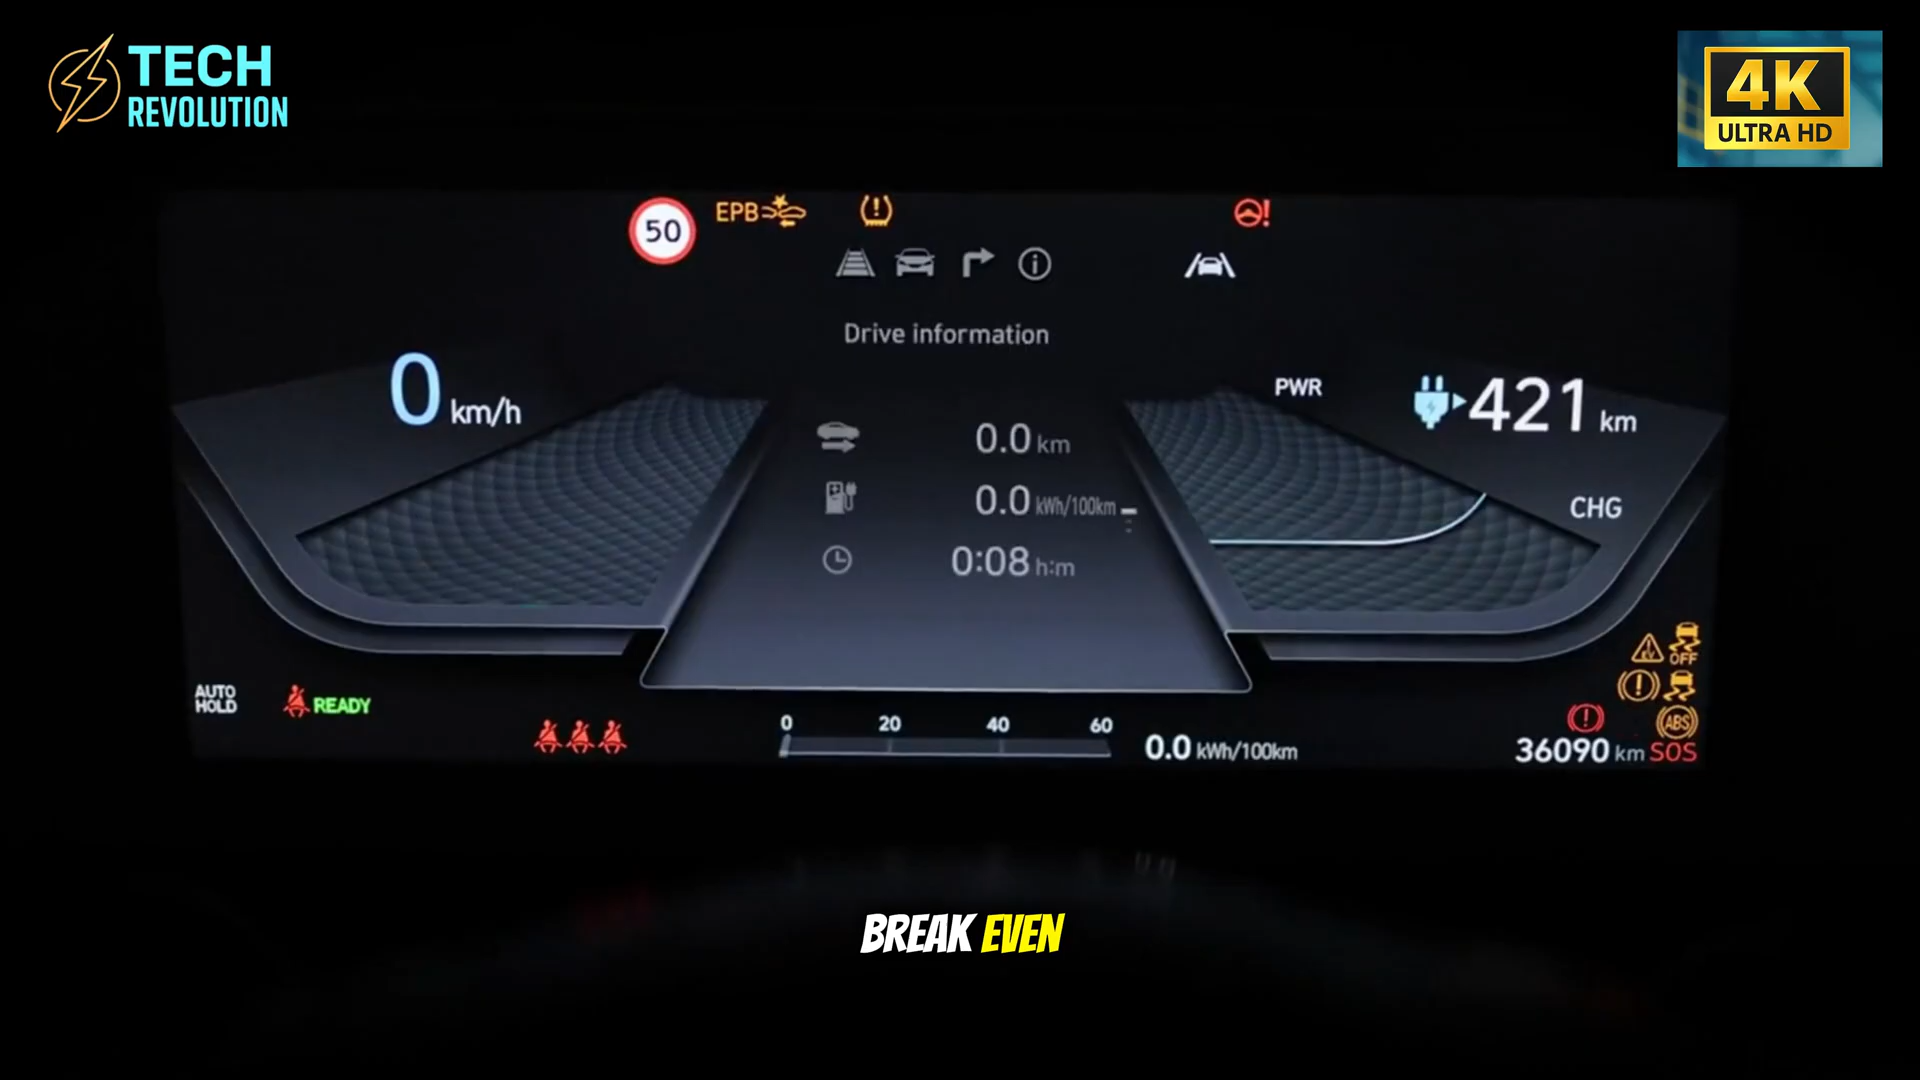 TECH
REVOLUTION
4K
ULTRA HD
50
EPB
Drive information
0 km/h
PWR
421 km
0.0 km
0.0 kWh/100km
CHG
0:08 h:m
EV
OFF
AUTO
HOLD
READY
0 20 40 60
0.0 kWh/100km
ABS
36090 km SOS
BREAK EVEN